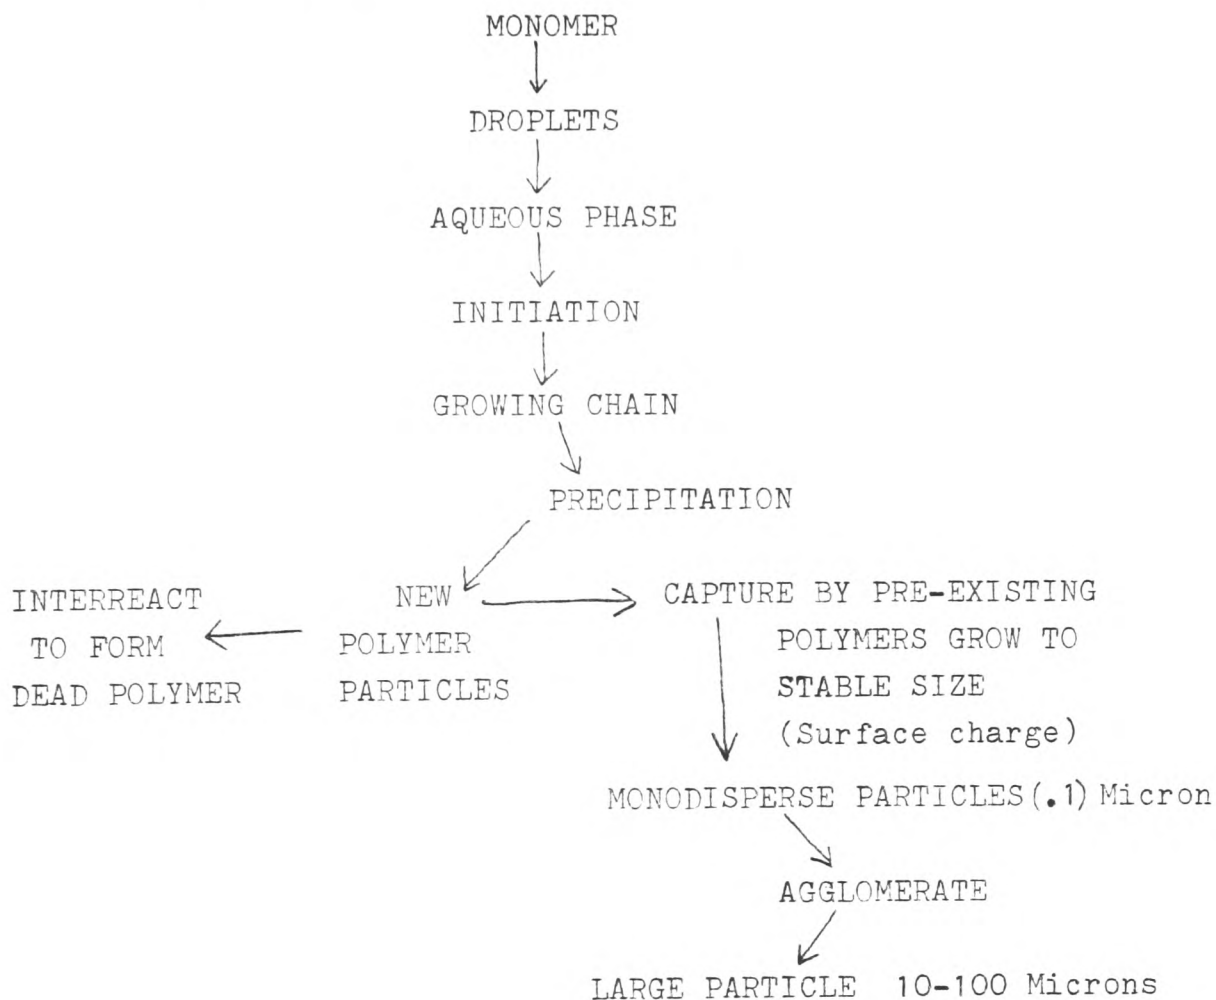 MONOMER
DROPLETS
AQUEOUS PHASE
INITIATION
GROWING CHAIN
PRECIPITATION
INTERREACT
TO FORM
DEAD POLYMER
NEW
POLYMER
PARTICLES
CAPTURE BY PRE-EXISTING
POLYMERS GROW TO
STABLE SIZE
(Surface charge)
MONODISPERSE PARTICLES(.1) Micron
AGGLOMERATE
LARGE PARTICLE 10-100 Microns